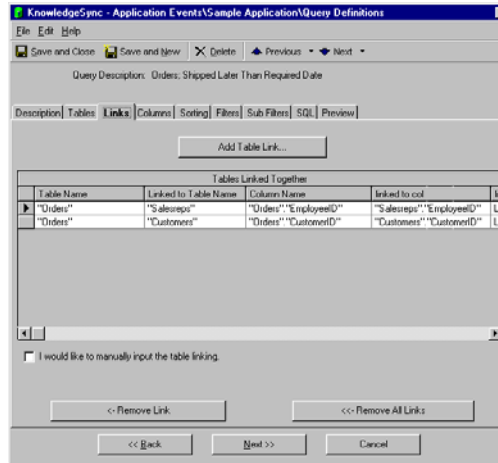 KnowledgeSync - Application Events\Sample Application\Query Definitions
File Edit Help
Save and Close Save and New Delete Previous Next
Query Description: Orders; Shipped Later Than Required Date
Description Tables Links Columns Sorting Filters Sub Filters SQL Preview
Add Table Link...
Tables Linked Together
Table Name Linked to Table Name Column Name linked to col
"Orders" "Salesreps" "Orders"."EmployeeID" "Salesreps"."EmployeeID" L
"Orders" "Customers" "Orders"."CustomerID" "Customers"."CustomerID" L
I would like to manually input the table linking.
<- Remove Link <<- Remove All Links
<< Back Next >> Cancel